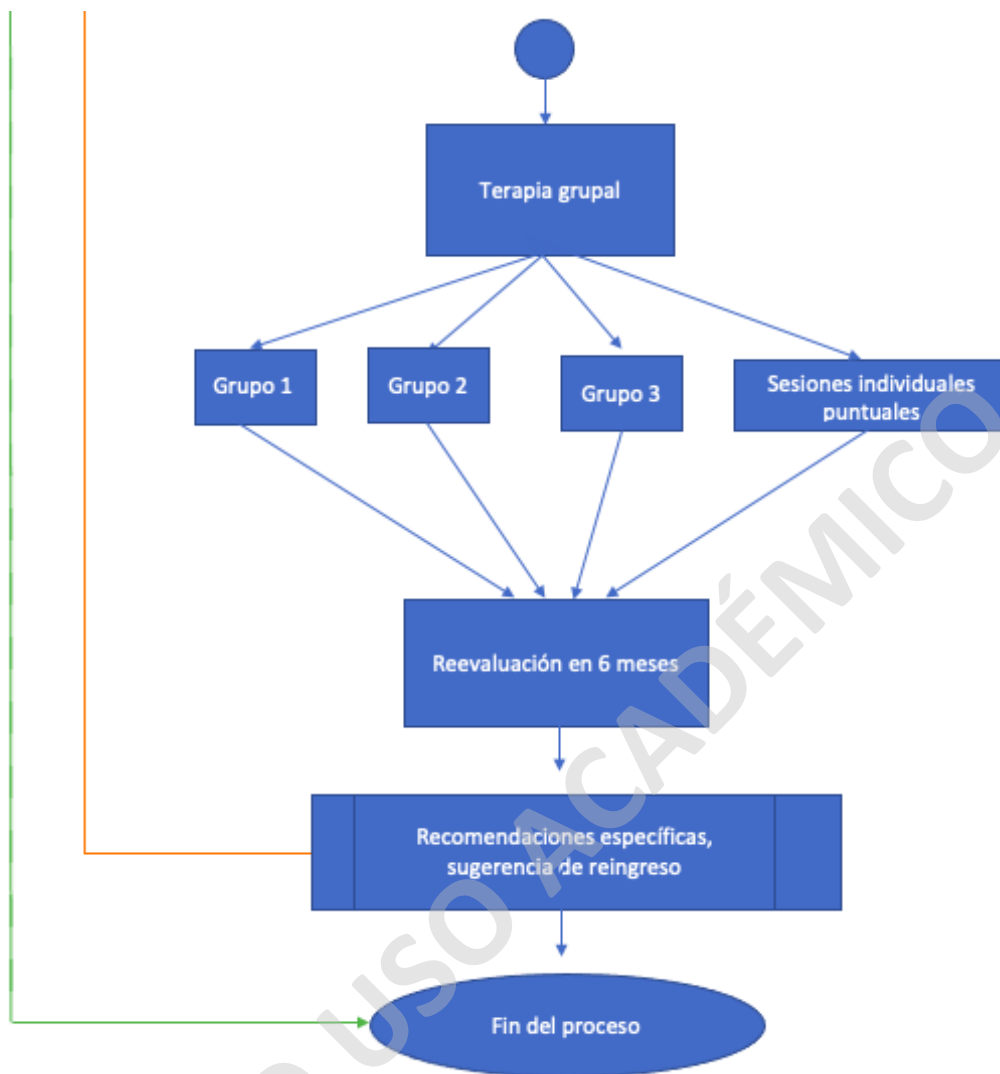 Terapia grupal
Grupo 1
Grupo 2
Grupo 3
Sesiones individuales
puntuales
Reevaluación en 6 meses
Recomendaciones específicas,
sugerencia de reingreso
Fin del proceso
USO ACADÉMICO